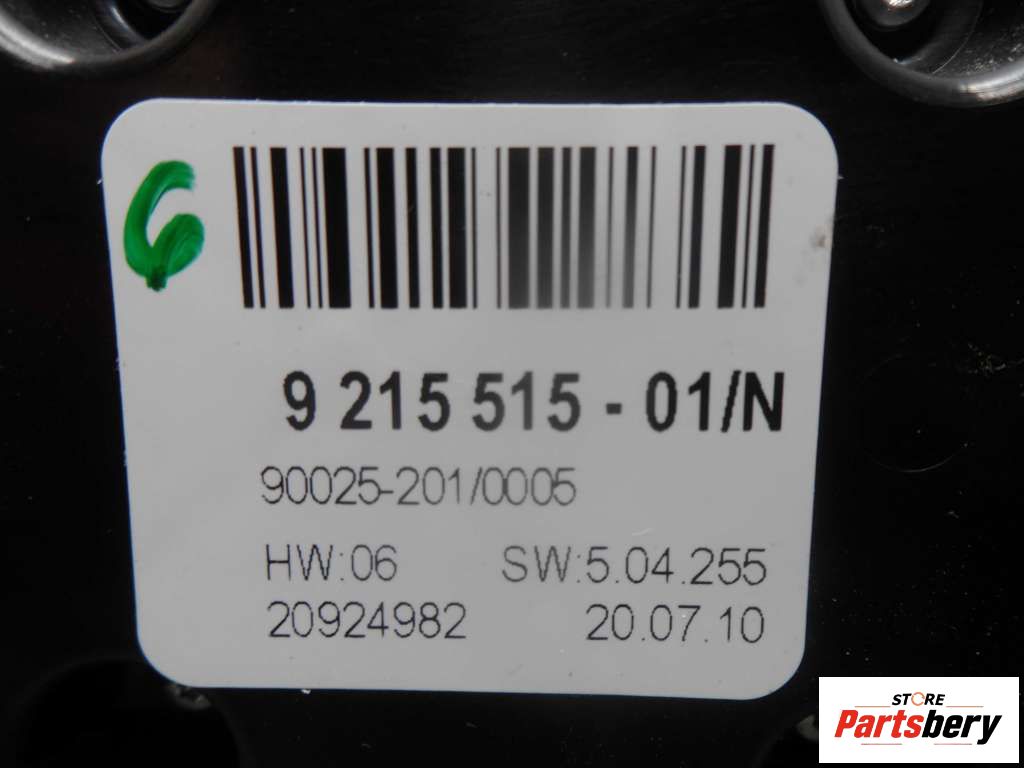 6
9 215 515 - 01/N
90025-201/0005
HW:06 SW:5.04.255
20924982 20.07.10
STORE
Partsbery